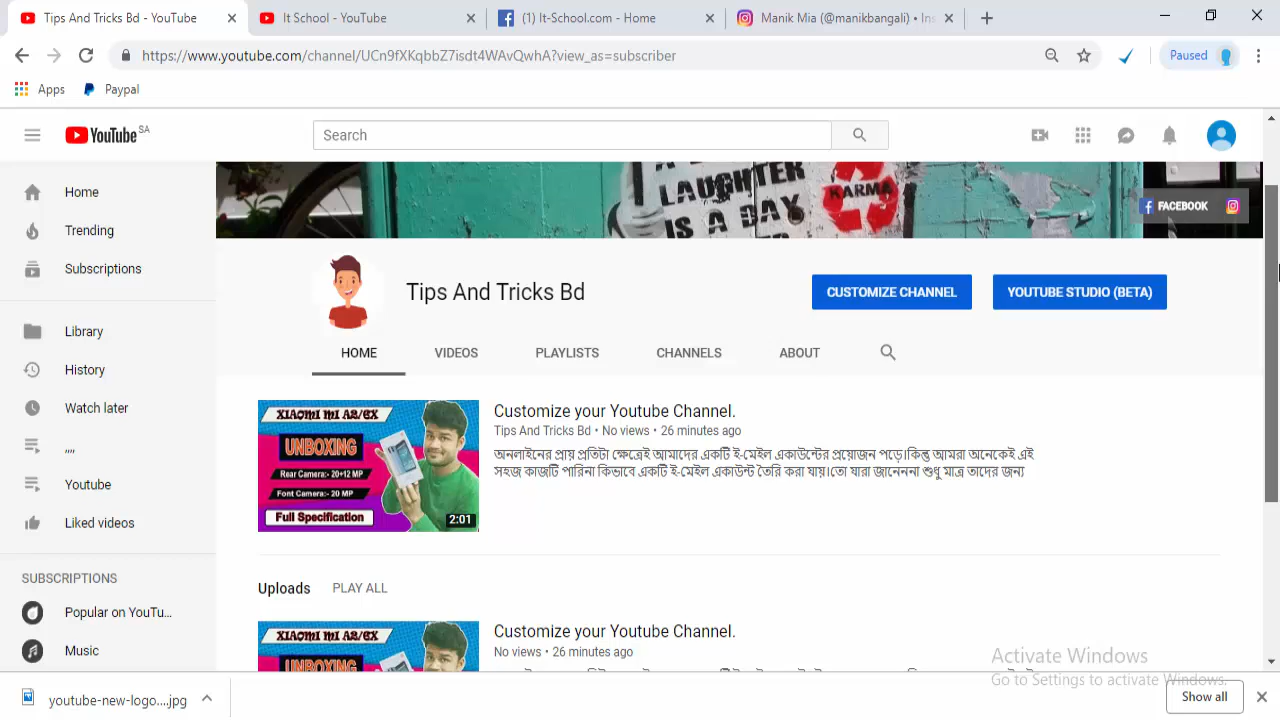 Tips And Tricks Bd - YouTube
It School - YouTube
(1) It-School.com - Home
Manik Mia (@manikbangali) • Ins
https://www.youtube.com/channel/UCn9fXKqbbZ7isdt4WAvQwhA?view_as=subscriber
Paused
Apps
Paypal
YouTube SA
Search
LAUGHTER
IS A DAY
KARMA
FACEBOOK
Home
Trending
Subscriptions
Library
History
Watch later
,,,,
Youtube
Liked videos
SUBSCRIPTIONS
Popular on YouTu...
Music
Tips And Tricks Bd
CUSTOMIZE CHANNEL
YOUTUBE STUDIO (BETA)
HOME
VIDEOS
PLAYLISTS
CHANNELS
ABOUT
XIAOMI MI A2/6X
UNBOXING
Rear Camera:- 20+12 MP
Font Camera:- 20 MP
Full Specification
2:01
Customize your Youtube Channel.
Tips And Tricks Bd • No views • 26 minutes ago
অনলাইনের প্রায় প্রতিটা ক্ষেত্রেই আমাদের একটি ই-মেইল একাউন্টের প্রয়োজন পড়ে।কিন্তু আমরা অনেকেই এই
সহজ কাজটি পারিনা কিভাবে একটি ই-মেইল একাউন্ট তৈরি করা যায়।তো যারা জানেননা শুধু মাত্র তাদের জন্য
Uploads
PLAY ALL
XIAOMI MI A2/6X
UNBOXING
Customize your Youtube Channel.
No views • 26 minutes ago
Activate Windows
Go to Settings to activate Windows.
youtube-new-logo....jpg
Show all